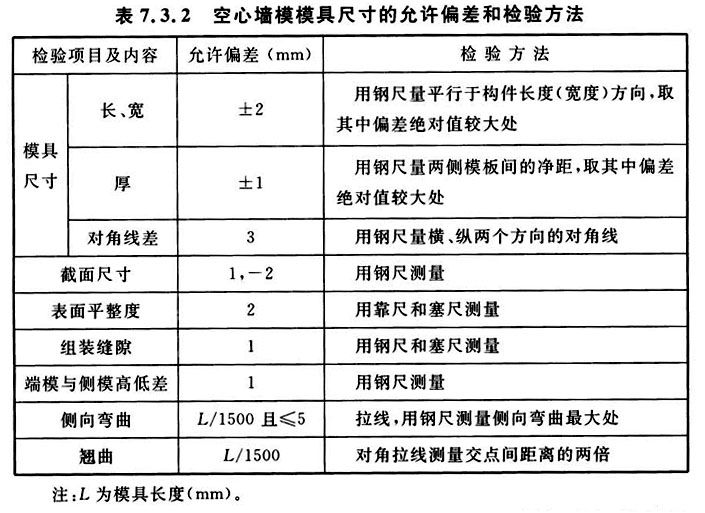 表 7.3.2 空心墙模模具尺寸的允许偏差和检验方法
检验项目及内容 允许偏差（mm） 检验方法
模具尺寸 长、宽 ±2 用钢尺量平行于构件长度（宽度）方向，取
其中偏差绝对值较大处
厚 ±1 用钢尺量两侧模板间的净距，取其中偏差
绝对值较大处
对角线差 3 用钢尺量横、纵两个方向的对角线
截面尺寸 1，－2 用钢尺测量
表面平整度 2 用靠尺和塞尺测量
组装缝隙 1 用钢尺和塞尺测量
端模与侧模高低差 1 用钢尺测量
侧向弯曲 L/1500 且≤5 拉线，用钢尺测量侧向弯曲最大处
翘曲 L/1500 对角拉线测量交点间距离的两倍
注：L 为模具长度（mm）。